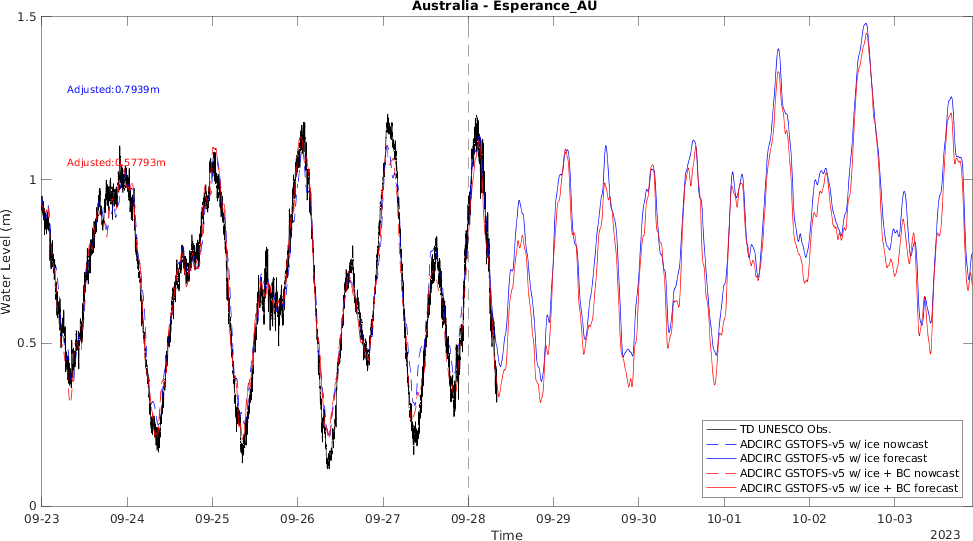 Australia - Esperance_AU
1.5
Adjusted:0.7939m
Adjusted:0.57793m
1
Water Level (m)
0.5
TD UNESCO Obs.
ADCIRC GSTOFS-v5 w/ ice nowcast
ADCIRC GSTOFS-v5 w/ ice forecast
ADCIRC GSTOFS-v5 w/ ice + BC nowcast
ADCIRC GSTOFS-v5 w/ ice + BC forecast
0
09-23 09-24 09-25 09-26 09-27 09-28 09-29 09-30 10-01 10-02 10-03
Time
2023